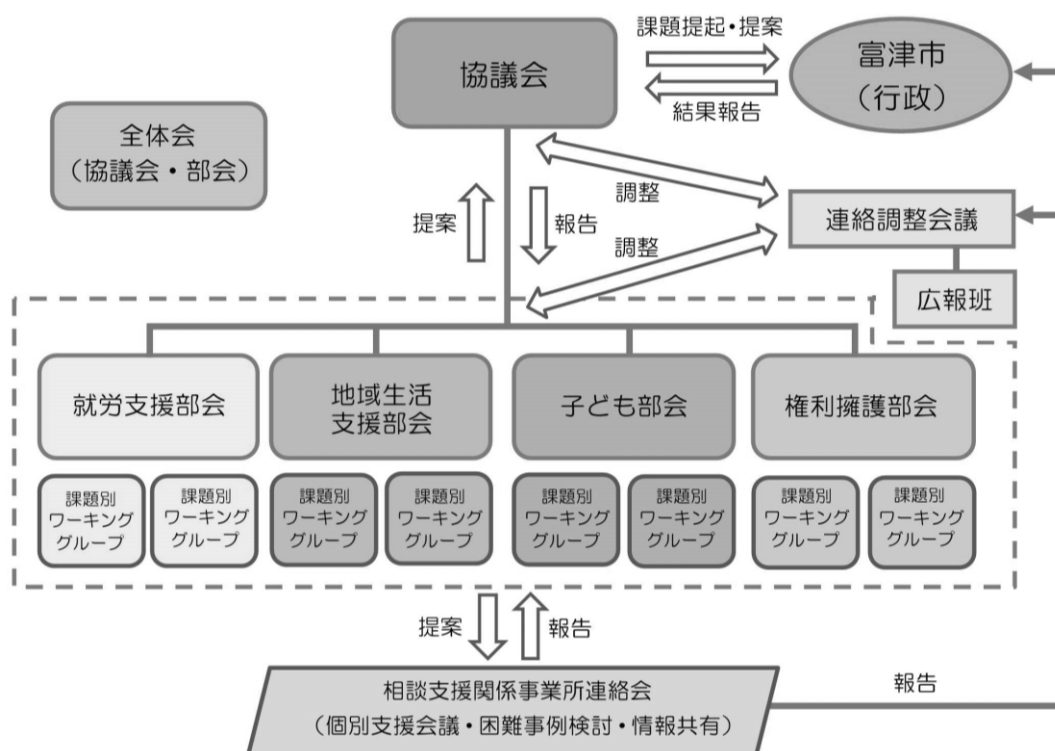 課題提起・提案
協議会
富津市
（行政）
結果報告
全体会
（協議会・部会）
調整
提案
報告
連絡調整会議
調整
広報班
就労支援部会
地域生活
支援部会
子ども部会
権利擁護部会
課題別
ワーキング
グループ
課題別
ワーキング
グループ
課題別
ワーキング
グループ
課題別
ワーキング
グループ
課題別
ワーキング
グループ
課題別
ワーキング
グループ
課題別
ワーキング
グループ
課題別
ワーキング
グループ
提案
報告
相談支援関係事業所連絡会
（個別支援会議・困難事例検討・情報共有）
報告